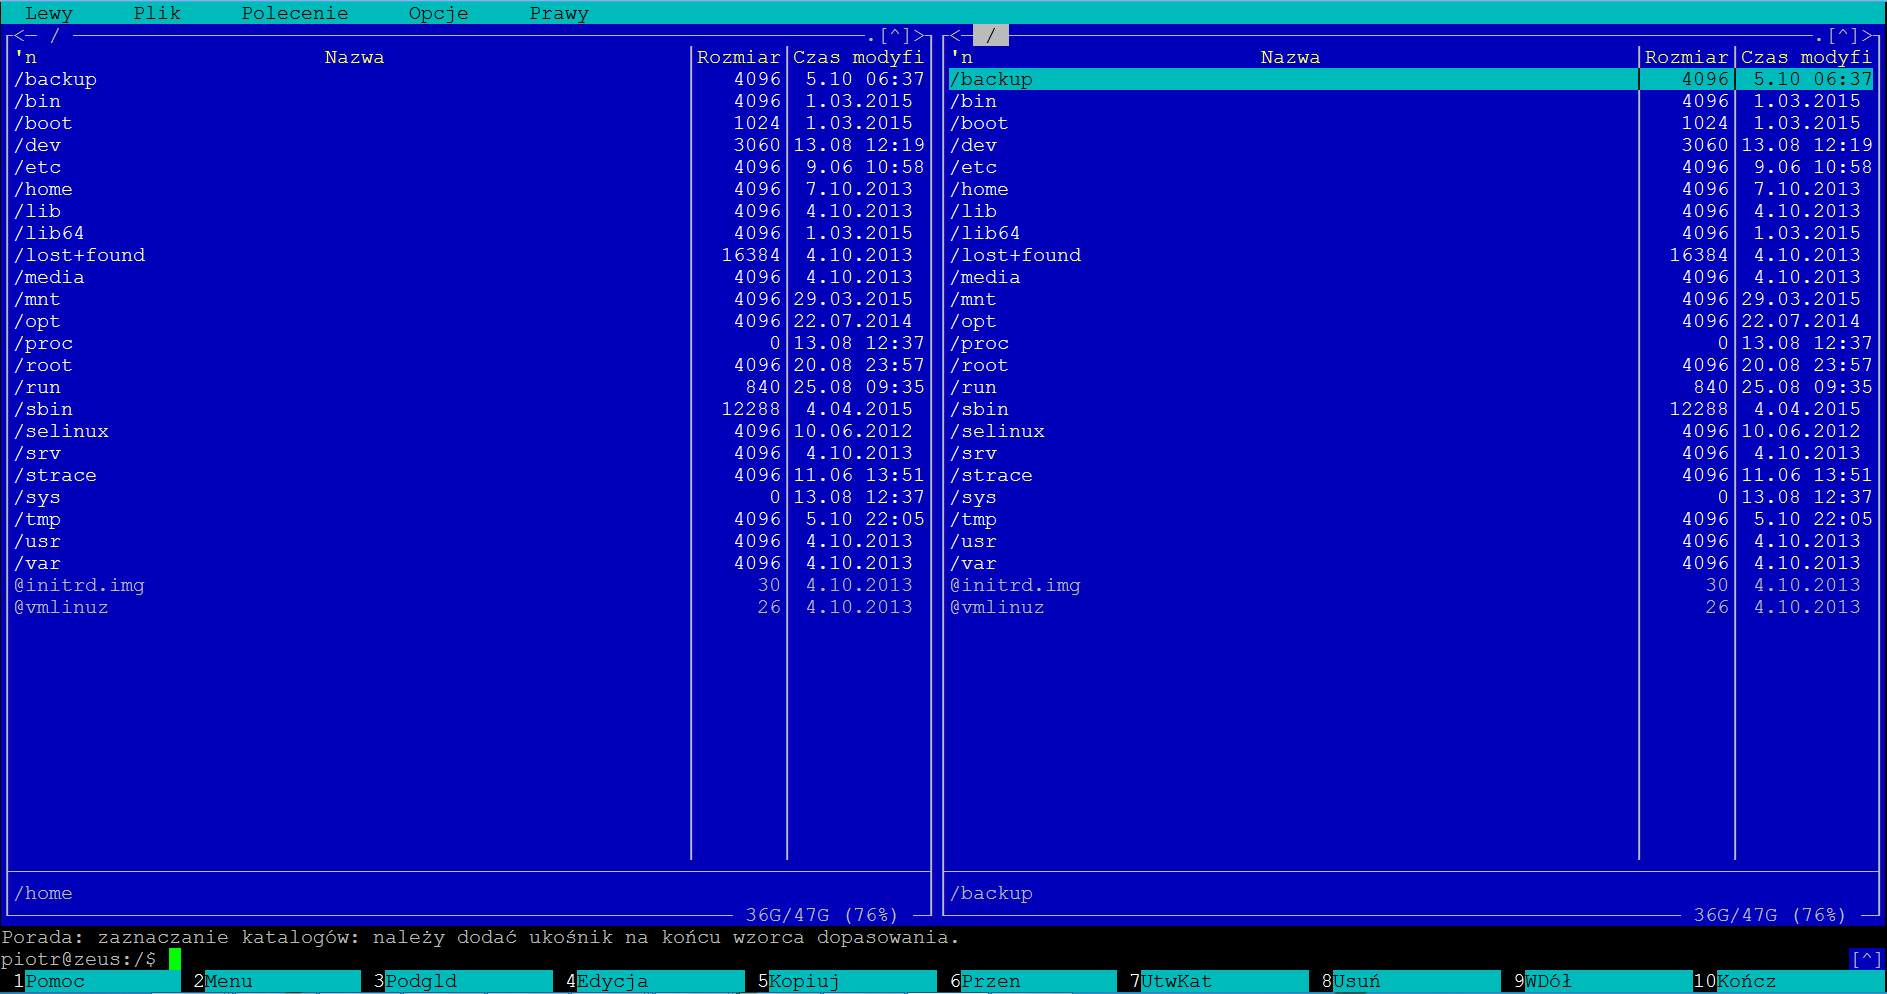 Lewy Plik Polecenie Opcje Prawy
<─ / .[^]> <─ / .[^]>
'n Nazwa Rozmiar Czas modyfi 'n Nazwa Rozmiar Czas modyfi
/backup 4096 5.10 06:37 /backup 4096 5.10 06:37
/bin 4096 1.03.2015 /bin 4096 1.03.2015
/boot 1024 1.03.2015 /boot 1024 1.03.2015
/dev 3060 13.08 12:19 /dev 3060 13.08 12:19
/etc 4096 9.06 10:58 /etc 4096 9.06 10:58
/home 4096 7.10.2013 /home 4096 7.10.2013
/lib 4096 4.10.2013 /lib 4096 4.10.2013
/lib64 4096 1.03.2015 /lib64 4096 1.03.2015
/lost+found 16384 4.10.2013 /lost+found 16384 4.10.2013
/media 4096 4.10.2013 /media 4096 4.10.2013
/mnt 4096 29.03.2015 /mnt 4096 29.03.2015
/opt 4096 22.07.2014 /opt 4096 22.07.2014
/proc 0 13.08 12:37 /proc 0 13.08 12:37
/root 4096 20.08 23:57 /root 4096 20.08 23:57
/run 840 25.08 09:35 /run 840 25.08 09:35
/sbin 12288 4.04.2015 /sbin 12288 4.04.2015
/selinux 4096 10.06.2012 /selinux 4096 10.06.2012
/srv 4096 4.10.2013 /srv 4096 4.10.2013
/strace 4096 11.06 13:51 /strace 4096 11.06 13:51
/sys 0 13.08 12:37 /sys 0 13.08 12:37
/tmp 4096 5.10 22:05 /tmp 4096 5.10 22:05
/usr 4096 4.10.2013 /usr 4096 4.10.2013
/var 4096 4.10.2013 /var 4096 4.10.2013
@initrd.img 30 4.10.2013 @initrd.img 30 4.10.2013
@vmlinuz 26 4.10.2013 @vmlinuz 26 4.10.2013
/home /backup
36G/47G (76%) 36G/47G (76%)
Porada: zaznaczanie katalogów: należy dodać ukośnik na końcu wzorca dopasowania.
piotr@zeus:/$ [^]
1Pomoc 2Menu 3Podgld 4Edycja 5Kopiuj 6Przen 7UtwKat 8Usuń 9WDół 10Kończ